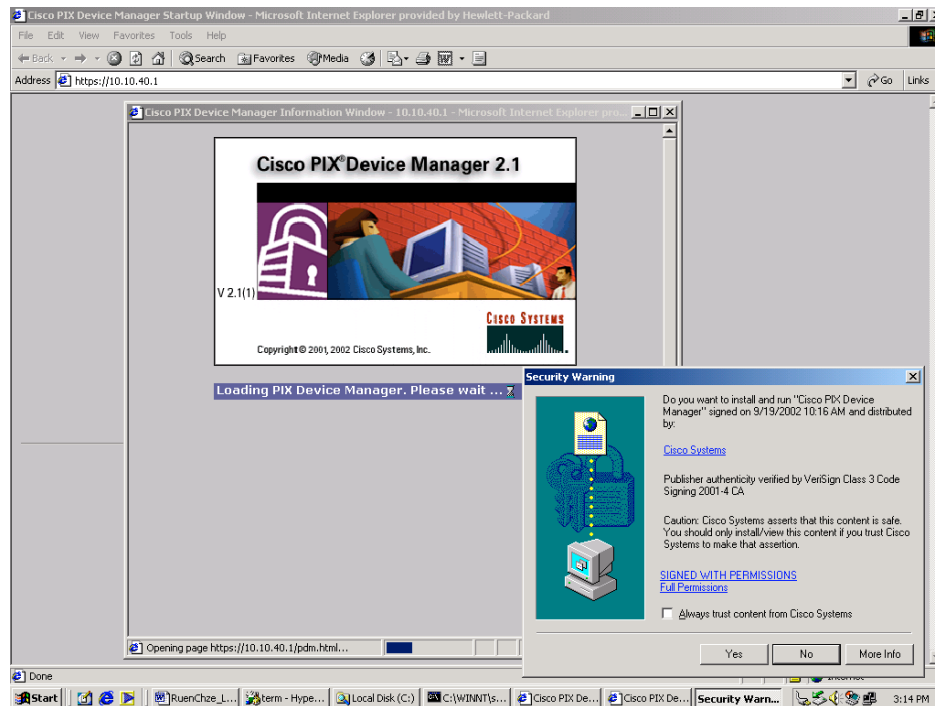 Cisco PIX Device Manager Startup Window - Microsoft Internet Explorer provided by Hewlett-Packard
File Edit View Favorites Tools Help
Back Search Favorites Media
Address https://10.10.40.1 Go Links
Cisco PIX Device Manager Information Window - 10.10.40.1 - Microsoft Internet Explorer pro...
Cisco PIX® Device Manager 2.1
V 2.1(1)
CISCO SYSTEMS
Copyright © 2001, 2002 Cisco Systems, Inc.
Loading PIX Device Manager. Please wait ...
Security Warning
Do you want to install and run "Cisco PIX Device
Manager" signed on 9/19/2002 10:16 AM and distributed
by:
Cisco Systems
Publisher authenticity verified by VeriSign Class 3 Code
Signing 2001-4 CA
Caution: Cisco Systems asserts that this content is safe.
You should only install/view this content if you trust Cisco
Systems to make that assertion.
SIGNED WITH PERMISSIONS
Full Permissions
Always trust content from Cisco Systems
Yes No More Info
Opening page https://10.10.40.1/pdm.html...
Done
Start RuenChze_L... term - Hype... Local Disk (C:) C:\WINNT\s... Cisco PIX De... Cisco PIX De... Security Warn... 3:14 PM